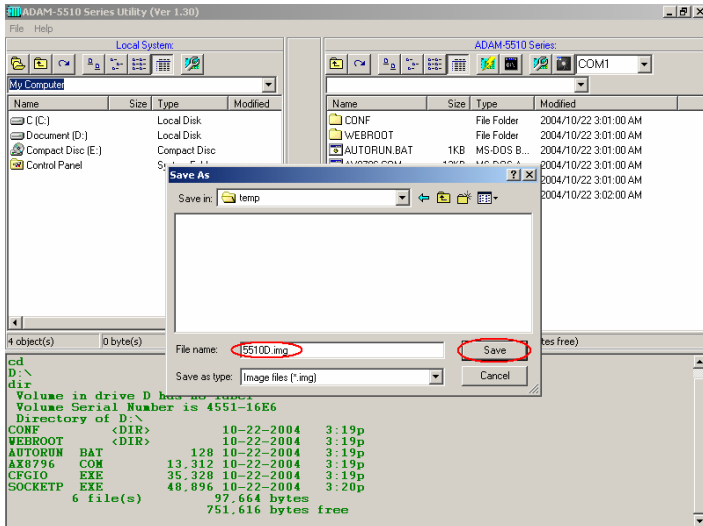 ADAM-5510 Series Utility (Ver 1.30)
File Help
Local System:
My Computer
Name Size Type Modified
C (C:) Local Disk
Document (D:) Local Disk
Compact Disc (E:) Compact Disc
Control Panel
4 object(s) 0 byte(s)
ADAM-5510 Series:
COM1
Name Size Type Modified
CONF File Folder 2004/10/22 3:01:00 AM
WEBROOT File Folder 2004/10/22 3:01:00 AM
AUTORUN.BAT 1KB MS-DOS B... 2004/10/22 3:01:00 AM
2004/10/22 3:01:00 AM
2004/10/22 3:01:00 AM
2004/10/22 3:02:00 AM
tes free)
Save As
Save in: temp
File name: 5510D.img Save
Save as type: Image files (*.img) Cancel
cd
D:\
dir
Volume in drive D has no label
Volume Serial Number is 4551-16E6
Directory of D:\
CONF <DIR> 10-22-2004 3:19p
WEBROOT <DIR> 10-22-2004 3:19p
AUTORUN BAT 128 10-22-2004 3:19p
AX8796 COM 13,312 10-22-2004 3:19p
CFGIO EXE 35,328 10-22-2004 3:19p
SOCKETP EXE 48,896 10-22-2004 3:20p
6 file(s) 97,664 bytes
751,616 bytes free